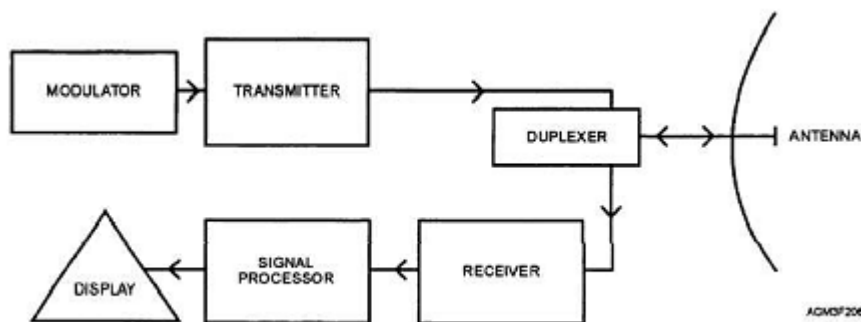 MODULATOR
TRANSMITTER
DUPLEXER
ANTENNA
DISPLAY
SIGNAL
PROCESSOR
RECEIVER